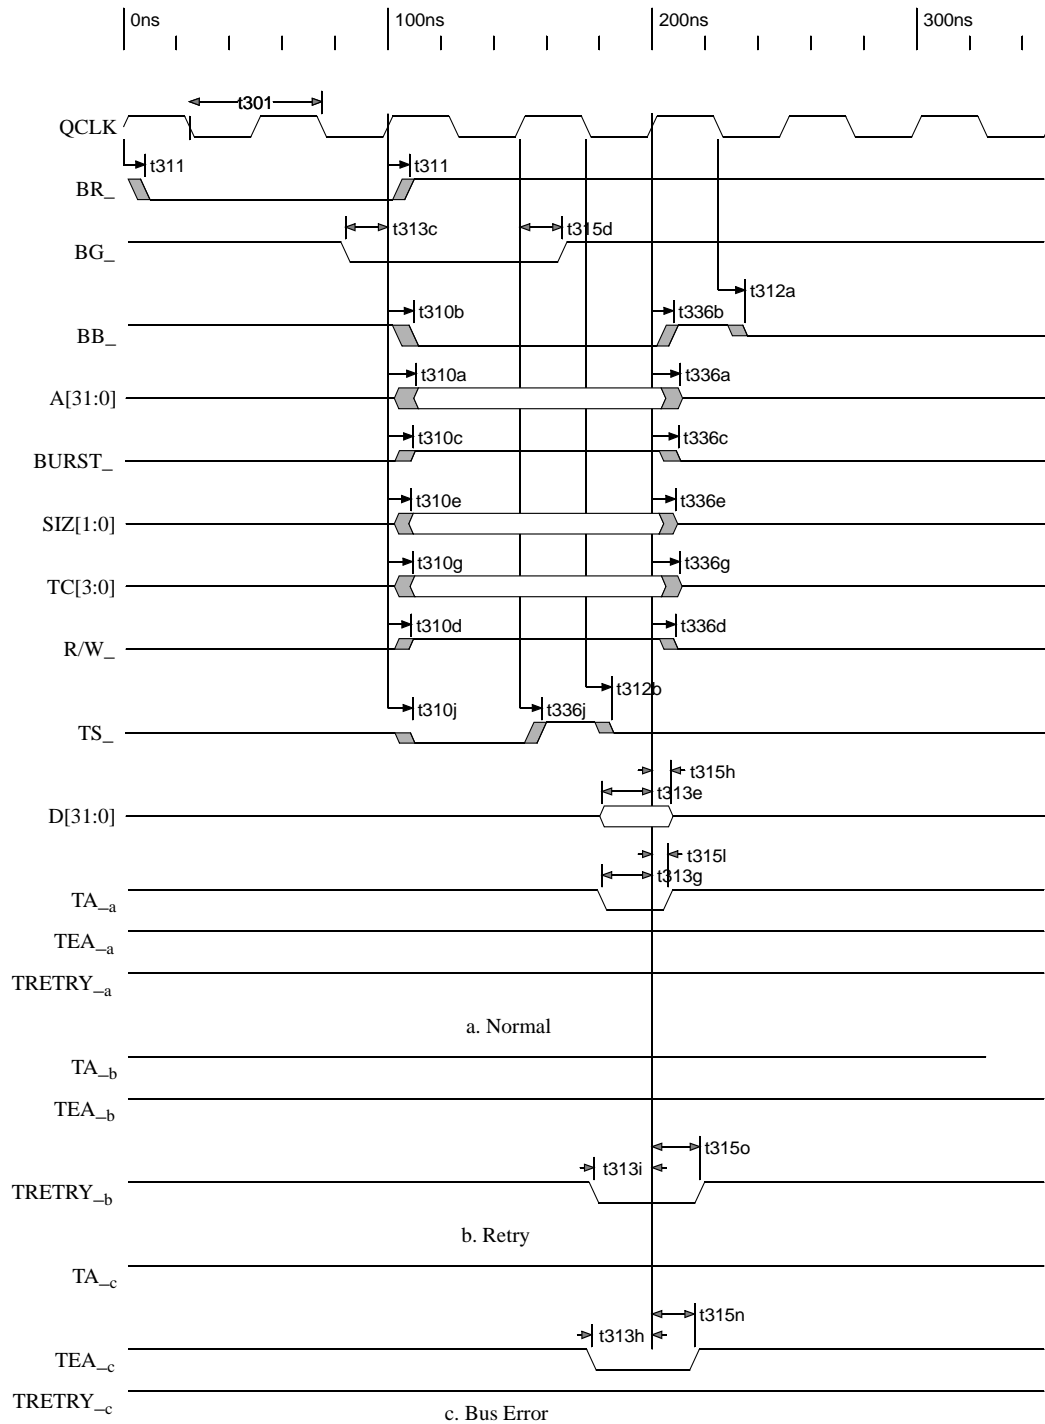 0ns 100ns 200ns 300ns
t301
QCLK
t311 t311
BR_
t313c t315d
BG_
t312a
t310b t336b
BB_
t310a t336a
A[31:0]
t310c t336c
BURST_
t310e t336e
SIZ[1:0]
t310g t336g
TC[3:0]
t310d t336d
R/W_
t312b
t310j t336j
TS_
t315h
t313e
D[31:0]
t315l
t313g
TA_a
TEA_a
TRETRY_a
a. Normal
TA_b
TEA_b
t315o
t313i
TRETRY_b
b. Retry
TA_c
t315n
t313h
TEA_c
TRETRY_c
c. Bus Error